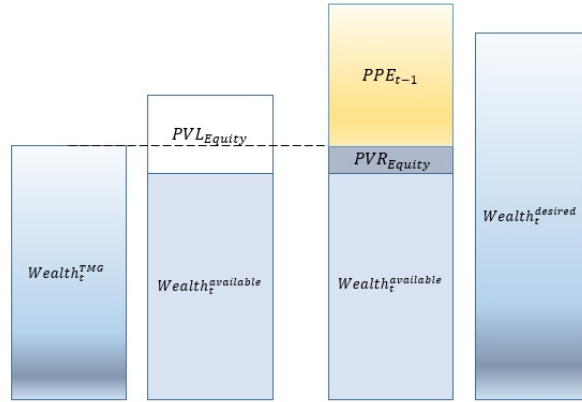 PPE_{t-1}
PVL_{Equity}
PVR_{Equity}
Wealth_t^{desired}
Wealth_t^{TMG}
Wealth_t^{available}
Wealth_t^{available}